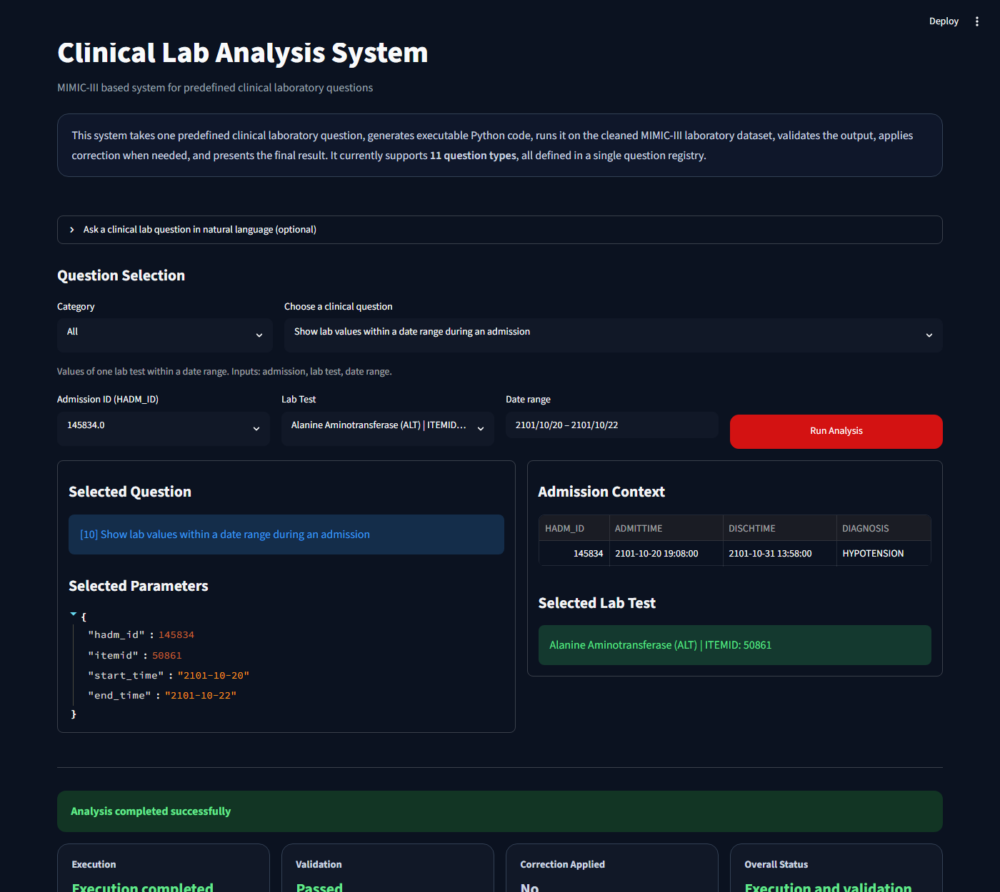 Deploy
Clinical Lab Analysis System
MIMIC-III based system for predefined clinical laboratory questions
This system takes one predefined clinical laboratory question, generates executable Python code, runs it on the cleaned MIMIC-III laboratory dataset, validates the output, applies
correction when needed, and presents the final result. It currently supports 11 question types, all defined in a single question registry.
Ask a clinical lab question in natural language (optional)
Question Selection
Category
Choose a clinical question
All
Show lab values within a date range during an admission
Values of one lab test within a date range. Inputs: admission, lab test, date range.
Admission ID (HADM_ID)
Lab Test
Date range
145834.0
Alanine Aminotransferase (ALT) | ITEMID...
2101/10/20 – 2101/10/22
Run Analysis
Selected Question
[10] Show lab values within a date range during an admission
Selected Parameters
{
"hadm_id" : 145834
"itemid" : 50861
"start_time" : "2101-10-20"
"end_time" : "2101-10-22"
}
Admission Context
HADM_ID ADMITTIME DISCHTIME DIAGNOSIS
145834 2101-10-20 19:08:00 2101-10-31 13:58:00 HYPOTENSION
Selected Lab Test
Alanine Aminotransferase (ALT) | ITEMID: 50861
Analysis completed successfully
Execution
Execution completed
Validation
Passed
Correction Applied
No
Overall Status
Execution and validation